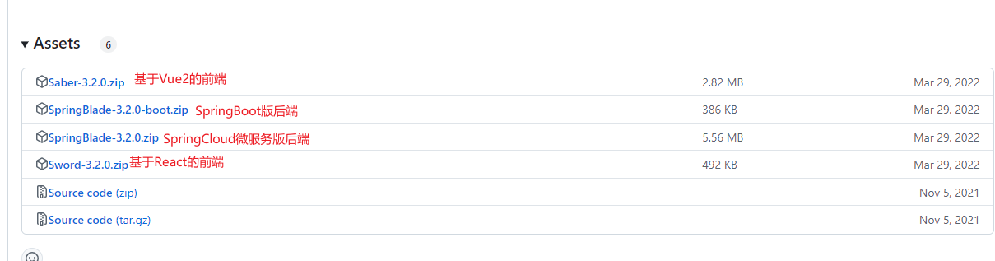 Assets 6
Saber-3.2.0.zip 基于Vue2的前端 2.82 MB Mar 29, 2022
SpringBlade-3.2.0-boot.zip SpringBoot版后端 386 KB Mar 29, 2022
SpringBlade-3.2.0.zip SpringCloud微服务版后端 5.56 MB Mar 29, 2022
Sword-3.2.0.zip 基于React的前端 492 KB Mar 29, 2022
Source code (zip) Nov 5, 2021
Source code (tar.gz) Nov 5, 2021